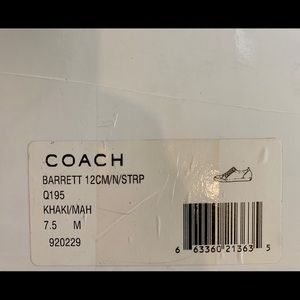 COACH
BARRETT 12CM/N/STRP
Q195
KHAKI/MAH
7.5 M
920229
6 63360 21363 5